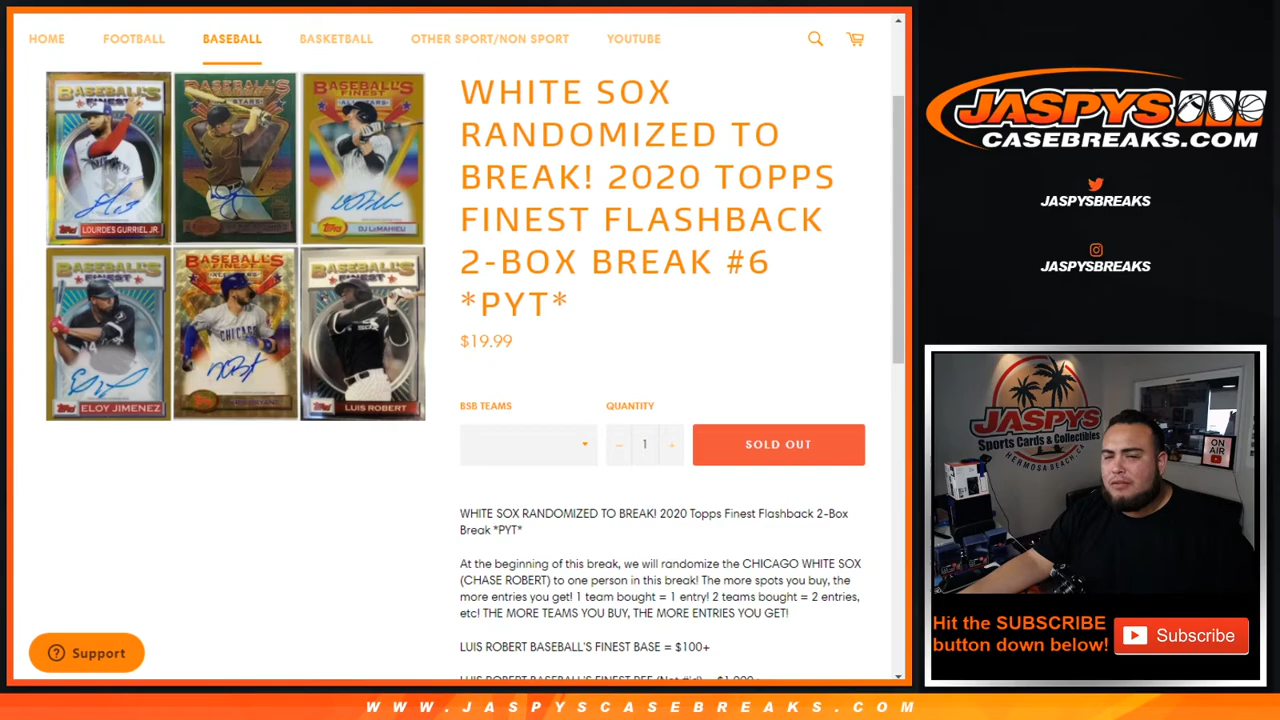 HOME FOOTBALL BASEBALL BASKETBALL OTHER SPORT/NON SPORT YOUTUBE
BASEBALL'S FINEST
LOURDES GURRIEL JR.
BASEBALL'S FINEST
ALL-STARS
DJ LeMAHIEU
BASEBALL'S FINEST
ELOY JIMENEZ
BASEBALL'S FINEST
CHICAGO
BASEBALL'S FINEST
LUIS ROBERT
WHITE SOX
RANDOMIZED TO
BREAK! 2020 TOPPS
FINEST FLASHBACK
2-BOX BREAK #6
*PYT*
$19.99
BSB TEAMS QUANTITY
− 1 + SOLD OUT
WHITE SOX RANDOMIZED TO BREAK! 2020 Topps Finest Flashback 2-Box
Break *PYT*
At the beginning of this break, we will randomize the CHICAGO WHITE SOX
(CHASE ROBERT) to one person in this break! The more spots you buy, the
more entries you get! 1 team bought = 1 entry! 2 teams bought = 2 entries,
etc! THE MORE TEAMS YOU BUY, THE MORE ENTRIES YOU GET!
LUIS ROBERT BASEBALL'S FINEST BASE = $100+
Support
JASPYS
CASEBREAKS.COM
JASPYSBREAKS
JASPYSBREAKS
JASPYS
Sports Cards & Collectibles
HERMOSA BEACH, CA
ON AIR
Hit the SUBSCRIBE
button down below!
Subscribe
WWW.JASPYSCASEBREAKS.COM